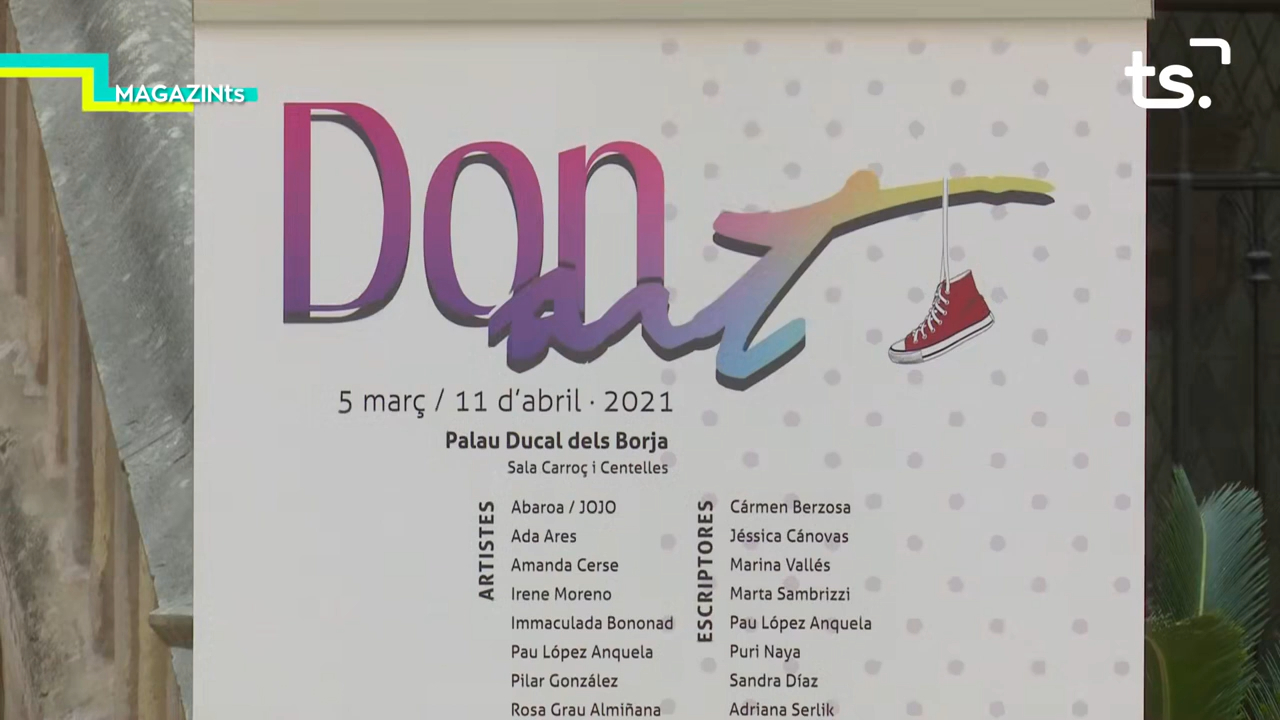 MAGAZINts
ts.
Don
art
5 març / 11 d'abril · 2021
Palau Ducal dels Borja
Sala Carroç i Centelles
ARTISTES
Abaroa / JOJO
Ada Ares
Amanda Cerse
Irene Moreno
Immaculada Bononad
Pau López Anquela
Pilar González
Rosa Grau Almiñana
ESCRIPTORES
Cármen Berzosa
Jéssica Cánovas
Marina Vallés
Marta Sambrizzi
Pau López Anquela
Puri Naya
Sandra Díaz
Adriana Serlik